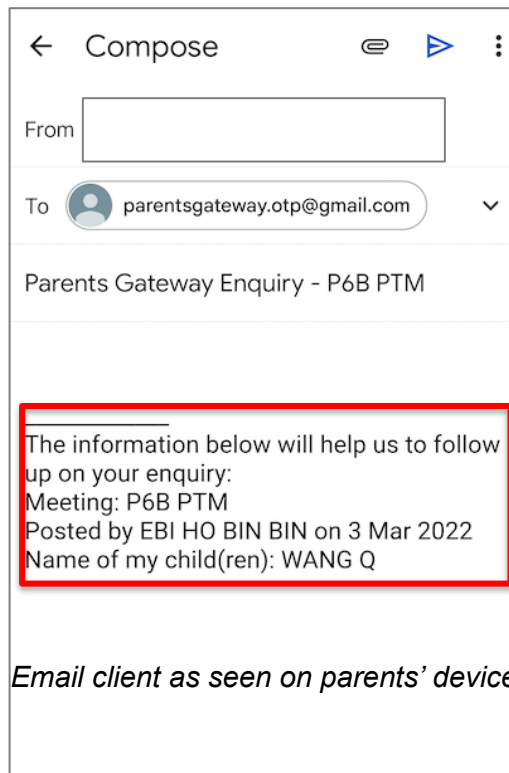 Compose
From
To parentsgateway.otp@gmail.com
Parents Gateway Enquiry - P6B PTM
The information below will help us to follow
up on your enquiry:
Meeting: P6B PTM
Posted by EBI HO BIN BIN on 3 Mar 2022
Name of my child(ren): WANG Q
Email client as seen on parents’ device